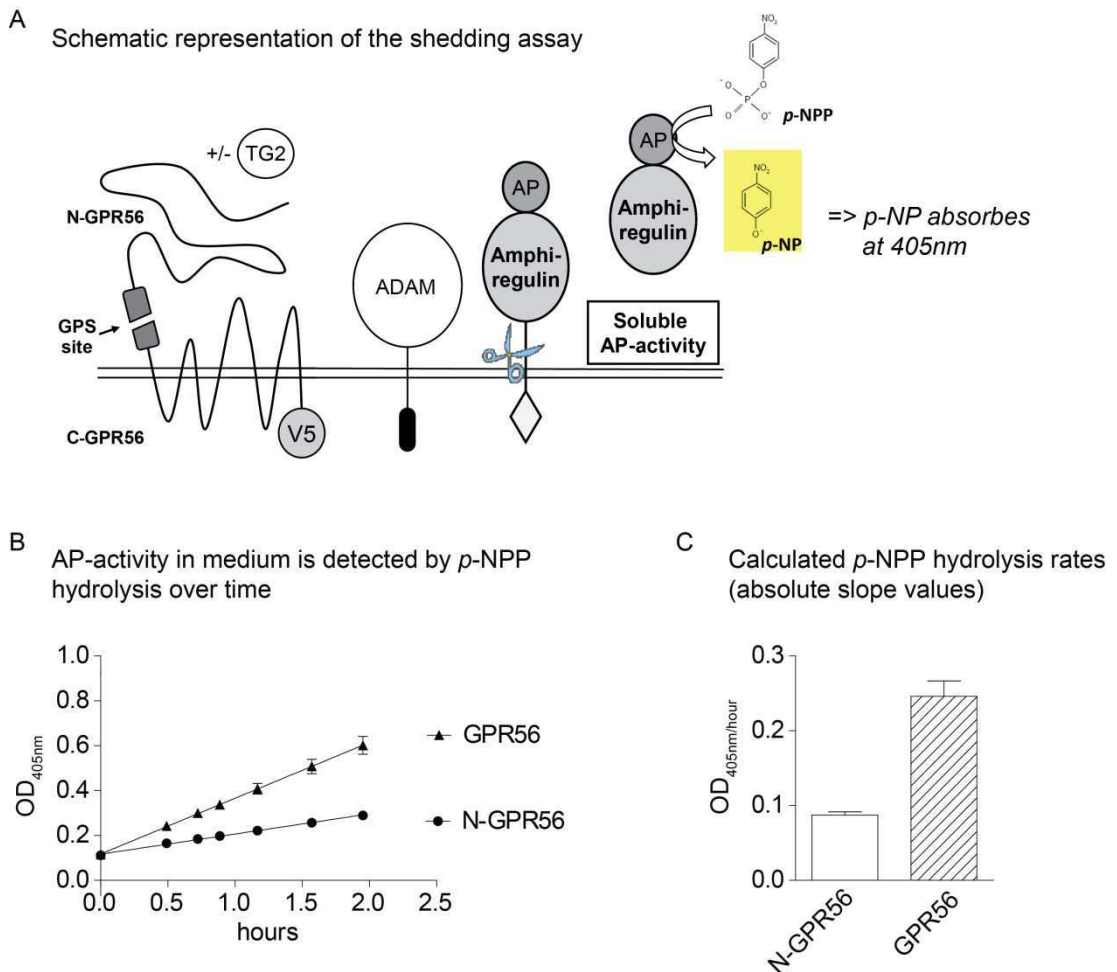 A
Schematic representation of the shedding assay
NO₂
O
⁻O
P
O
O⁻
p-NPP
+/- TG2
AP
N-GPR56
AP
NO₂
Amphi-
regulin
O⁻
p-NP
=> p-NP absorbes
at 405nm
Amphi-
regulin
ADAM
GPS
site
Soluble
AP-activity
C-GPR56
V5
B
AP-activity in medium is detected by p-NPP
hydrolysis over time
1.0
0.8
0.6
0.4
0.2
0.0
OD405nm
0.0 0.5 1.0 1.5 2.0 2.5
hours
GPR56
N-GPR56
C
Calculated p-NPP hydrolysis rates
(absolute slope values)
0.3
0.2
0.1
0.0
OD405nm/hour
N-GPR56
GPR56